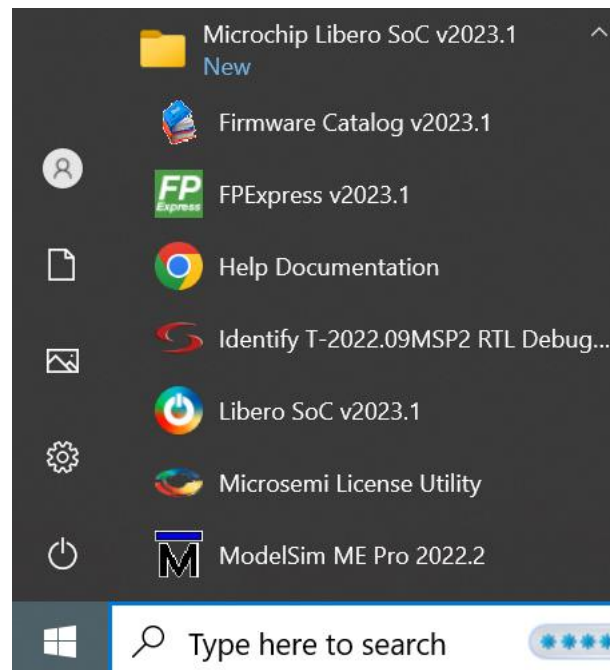 Microchip Libero SoC v2023.1
New
Firmware Catalog v2023.1
FP
Express
FPExpress v2023.1
Help Documentation
Identify T-2022.09MSP2 RTL Debug...
Libero SoC v2023.1
Microsemi License Utility
M
ModelSim ME Pro 2022.2
Type here to search